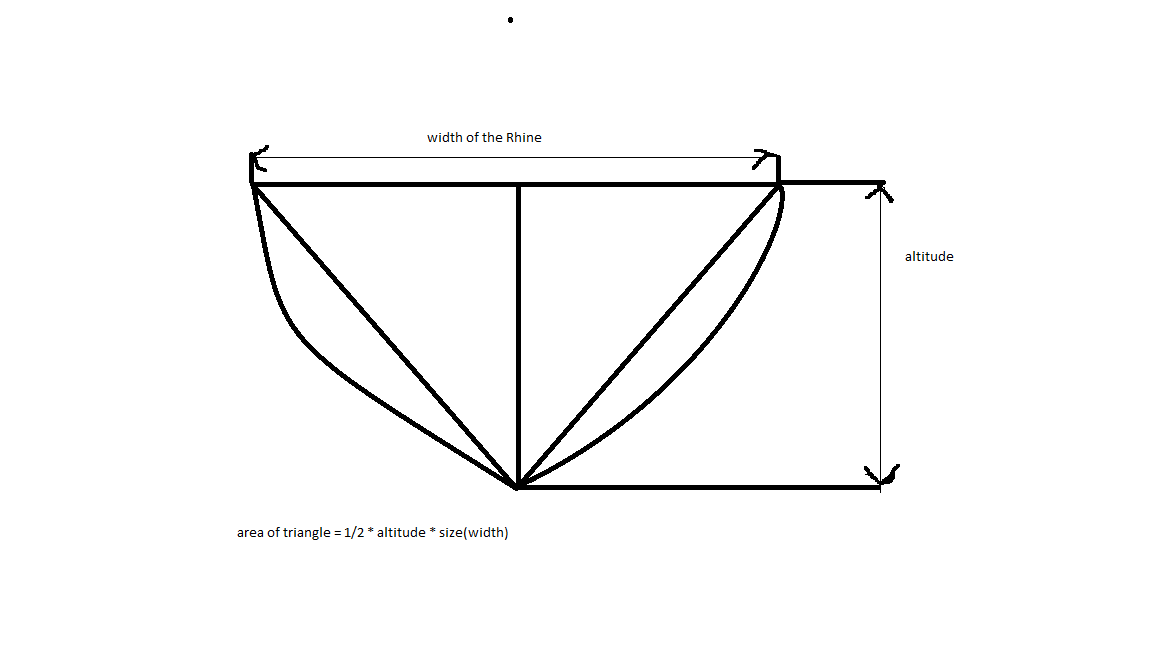 width of the Rhine
altitude
area of triangle = 1/2 * altitude * size(width)